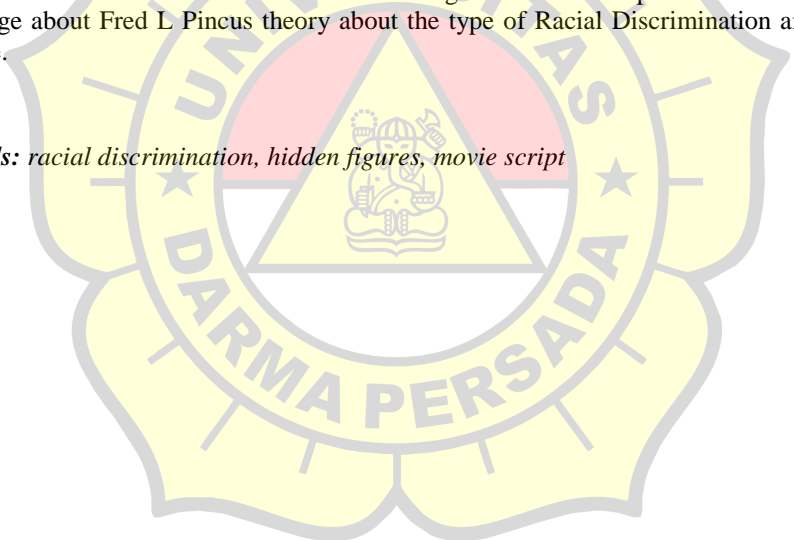 ge about Fred L Pincus theory about the type of Racial Discrimination a
s: racial discrimination, hidden figures, movie script
UNIVERSITAS
DARMA PERSADA